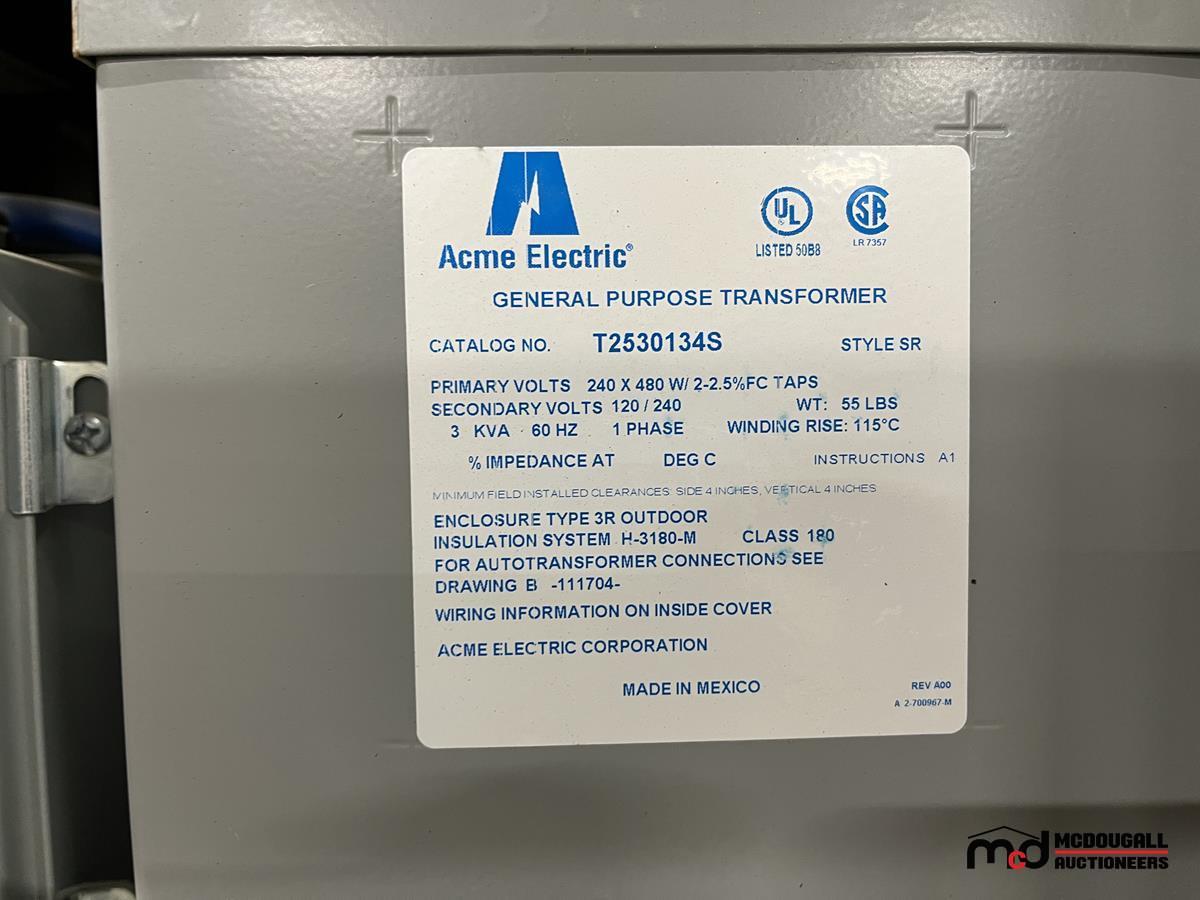 UL
SA
LISTED 50B8
LR 7357
Acme Electric®
GENERAL PURPOSE TRANSFORMER
CATALOG NO. T2530134S STYLE SR
PRIMARY VOLTS 240 X 480 W/ 2-2.5%FC TAPS
SECONDARY VOLTS 120 / 240 WT: 55 LBS
3 KVA 60 HZ 1 PHASE WINDING RISE: 115°C
% IMPEDANCE AT DEG C INSTRUCTIONS A1
MINIMUM FIELD INSTALLED CLEARANCES: SIDE 4 INCHES, VERTICAL 4 INCHES
ENCLOSURE TYPE 3R OUTDOOR
INSULATION SYSTEM H-3180-M CLASS 180
FOR AUTOTRANSFORMER CONNECTIONS SEE
DRAWING B -111704-
WIRING INFORMATION ON INSIDE COVER
ACME ELECTRIC CORPORATION
MADE IN MEXICO
REV A00
A 2-700967-M
mcd MCDOUGALL
AUCTIONEERS